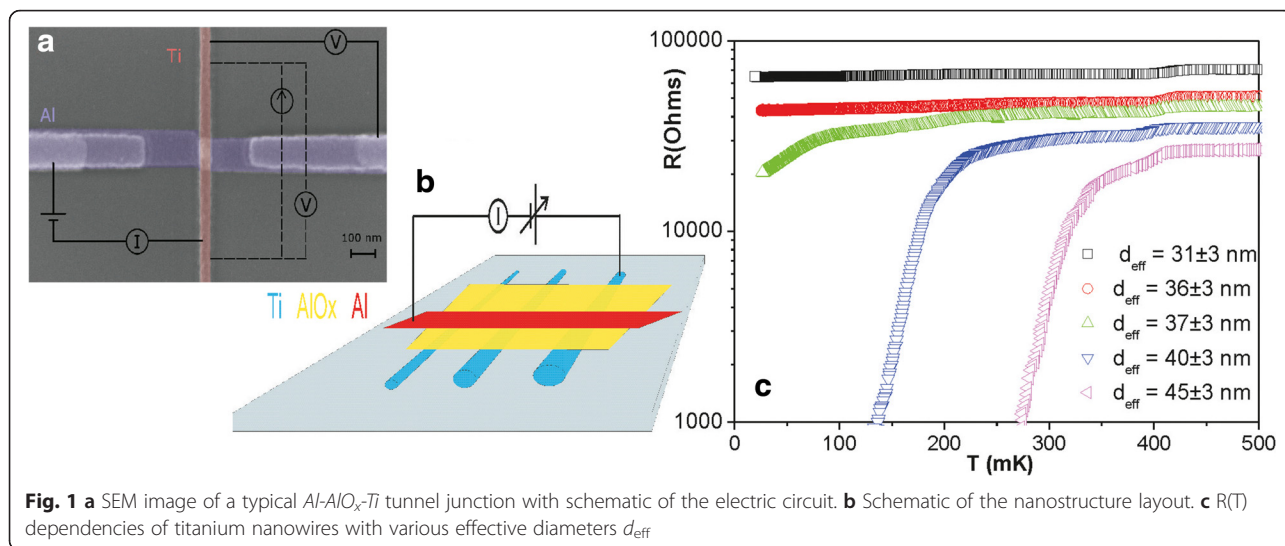 a
Ti
V
Al
V
I
100 nm
b
I
Ti AlOx Al
100000
10000
1000
R(Ohms)
c
d_eff = 31±3 nm
d_eff = 36±3 nm
d_eff = 37±3 nm
d_eff = 40±3 nm
d_eff = 45±3 nm
0 100 200 300 400 500
T (mK)
Fig. 1 a SEM image of a typical Al-AlO_x-Ti tunnel junction with schematic of the electric circuit. b Schematic of the nanostructure layout. c R(T)
dependencies of titanium nanowires with various effective diameters d_eff